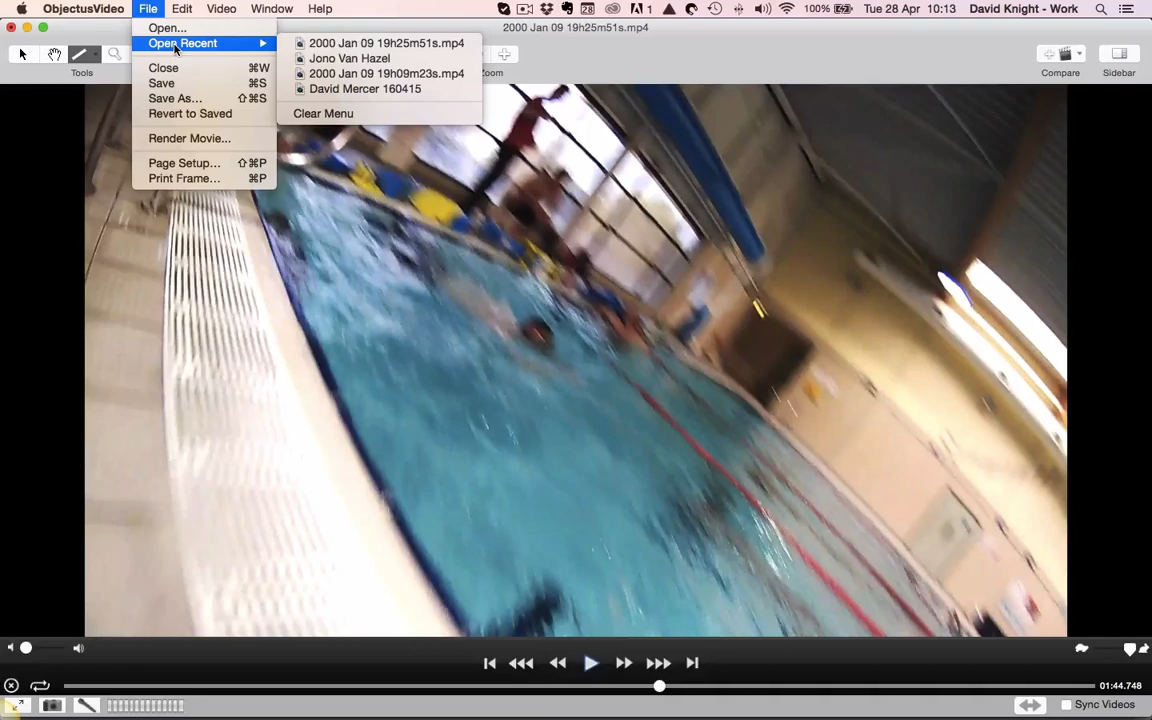 ObjectusVideo File Edit Video Window Help 28 1 100% Tue 28 Apr 10:13 David Knight - Work
2000 Jan 09 19h25m51s.mp4
Open...
Open Recent
Close ⌘W
Save ⌘S
Save As... ⇧⌘S
Revert to Saved
Render Movie...
Page Setup... ⇧⌘P
Print Frame... ⌘P
2000 Jan 09 19h25m51s.mp4
Jono Van Hazel
2000 Jan 09 19h09m23s.mp4
David Mercer 160415
Clear Menu
Tools
Zoom
Compare
Sidebar
01:44.748
Sync Videos